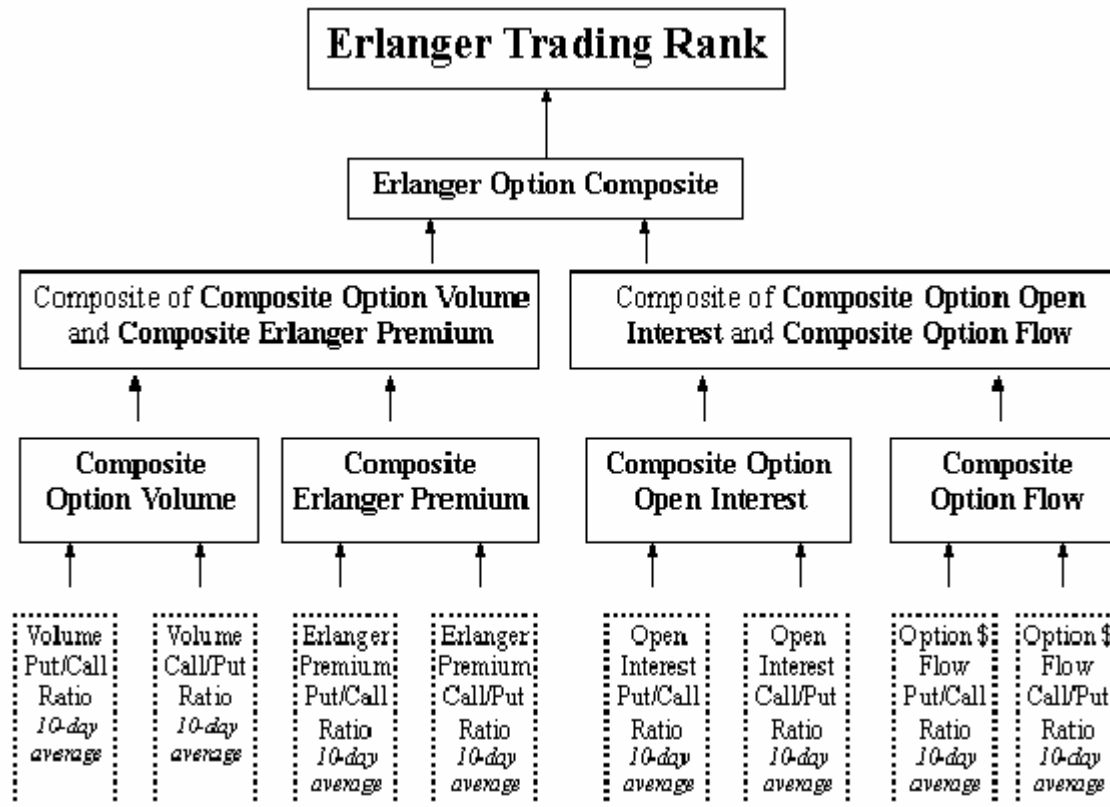 Erlanger Trading Rank
Erlanger Option Composite
Composite of Composite Option Volume
and Composite Erlanger Premium
Composite of Composite Option Open
Interest and Composite Option Flow
Composite
Option Volume
Composite
Erlanger Premium
Composite Option
Open Interest
Composite
Option Flow
Volume
Put/Call
Ratio
10-day
average
Volume
Call/Put
Ratio
10-day
average
Erlanger
Premium
Put/Call
Ratio
10-day
average
Erlanger
Premium
Call/Put
Ratio
10-day
average
Open
Interest
Put/Call
Ratio
10-day
average
Open
Interest
Call/Put
Ratio
10-day
average
Option $
Flow
Put/Call
Ratio
10-day
average
Option $
Flow
Call/Put
Ratio
10-day
average